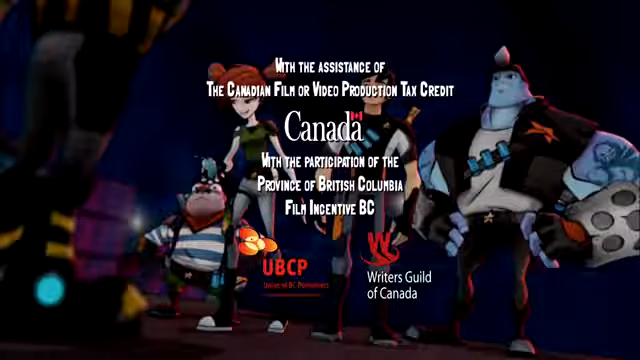 With the assistance of
The Canadian Film or Video Production Tax Credit
Canada
With the participation of the
Province of British Columbia
Film Incentive BC
UBCP
Union of BC Performers
Writers Guild
of Canada